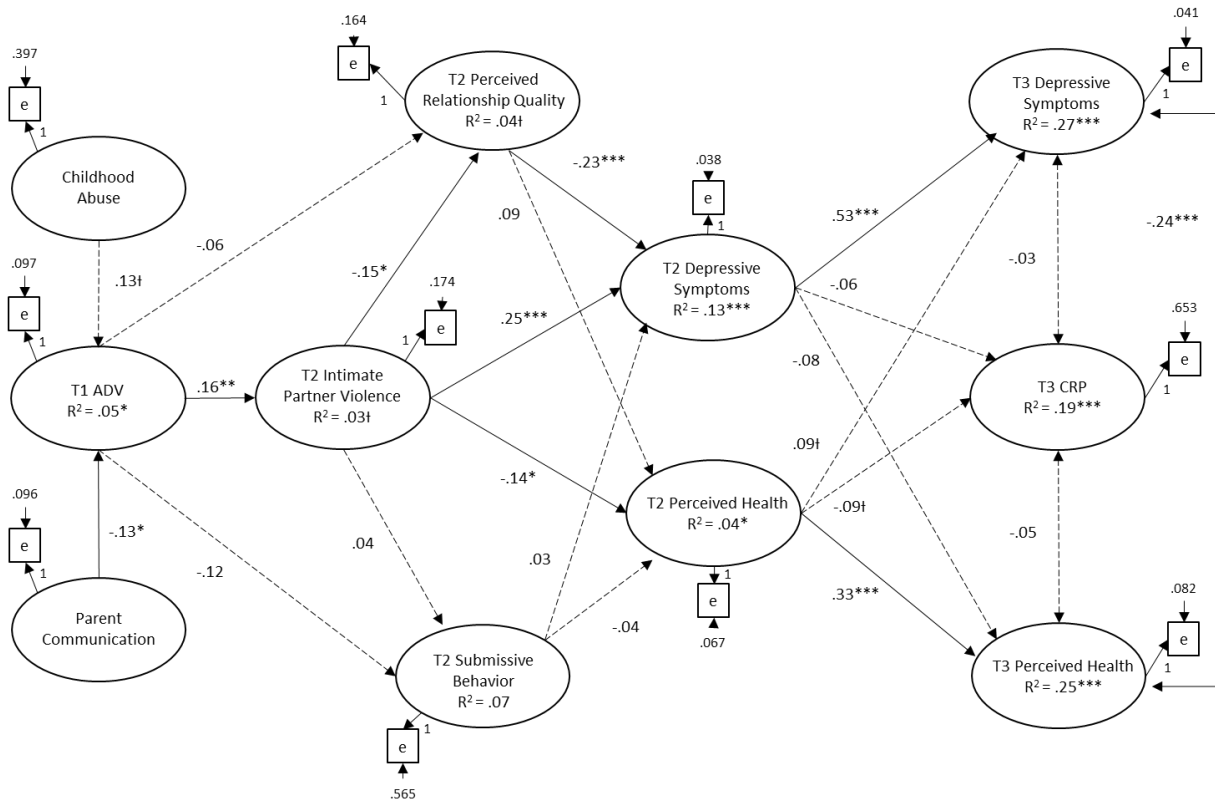 .164
.041
.397
e
e
T2 Perceived
Relationship Quality
R² = .04ƚ
1
T3 Depressive
Symptoms
R² = .27***
1
e
1
-.23***
.038
Childhood
Abuse
e
.09
1
.53***
-.24***
-.06
-.15*
.097
.13ƚ
.174
T2 Depressive
Symptoms
R² = .13***
-.03
-.06
e
e
.25***
.653
1
1
e
T1 ADV
R² = .05*
.16**
T2 Intimate
Partner Violence
R² = .03ƚ
-.08
T3 CRP
R² = .19***
1
.09ƚ
-.14*
.096
T2 Perceived Health
R² = .04*
-.09ƚ
e
-.13*
.04
-.05
1
-.12
.03
1
.33***
.082
e
Parent
Communication
-.04
.067
e
T2 Submissive
Behavior
R² = .07
T3 Perceived Health
R² = .25***
1
1
e
.565